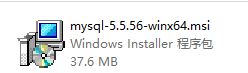 mysql-5.5.56-winx64.msi
Windows Installer 程序包
37.6 MB